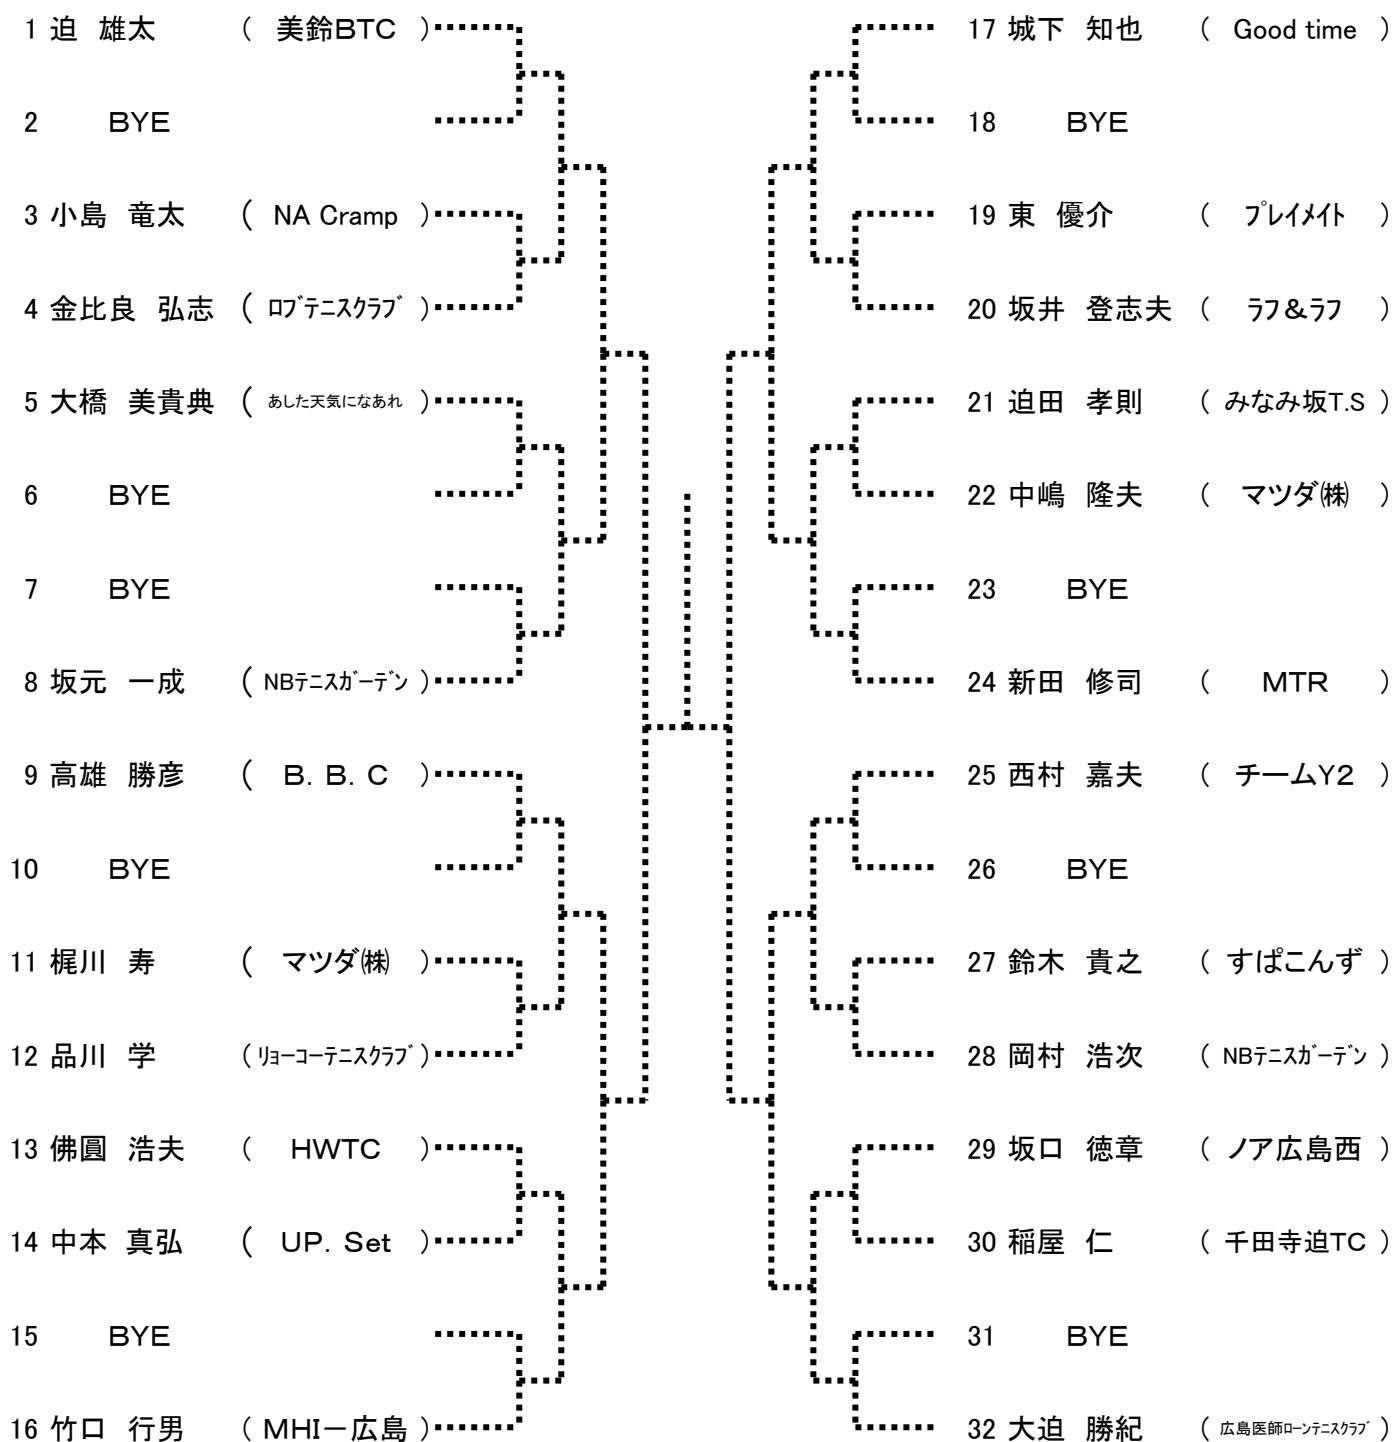 1 迫 雄太 ( 美鈴BTC )
2 BYE
3 小島 竜太 ( NA Cramp )
4 金比良 弘志 ( ﾛﾌﾞﾃﾆｽｸﾗﾌﾞ )
5 大橋 美貴典 ( あした天気になあれ )
6 BYE
7 BYE
8 坂元 一成 ( NBﾃﾆｽｶﾞｰﾃﾞﾝ )
9 高雄 勝彦 ( B. B. C )
10 BYE
11 梶川 寿 ( マツダ㈱ )
12 品川 学 ( ﾘｮｰｺｰﾃﾆｽｸﾗﾌﾞ )
13 佛圓 浩夫 ( HWTC )
14 中本 真弘 ( UP. Set )
15 BYE
16 竹口 行男 ( MHI－広島 )
17 城下 知也 ( Good time )
18 BYE
19 東 優介 ( ﾌﾟﾚｲﾒｲﾄ )
20 坂井 登志夫 ( ﾗﾌ&ﾗﾌ )
21 迫田 孝則 ( みなみ坂T.S )
22 中嶋 隆夫 ( マツダ㈱ )
23 BYE
24 新田 修司 ( MTR )
25 西村 嘉夫 ( チームY2 )
26 BYE
27 鈴木 貴之 ( すぱこんず )
28 岡村 浩次 ( NBﾃﾆｽｶﾞｰﾃﾞﾝ )
29 坂口 徳章 ( ノア広島西 )
30 稲屋 仁 ( 千田寺迫TC )
31 BYE
32 大迫 勝紀 ( 広島医師ﾛｰﾝﾃﾆｽｸﾗﾌﾞ )